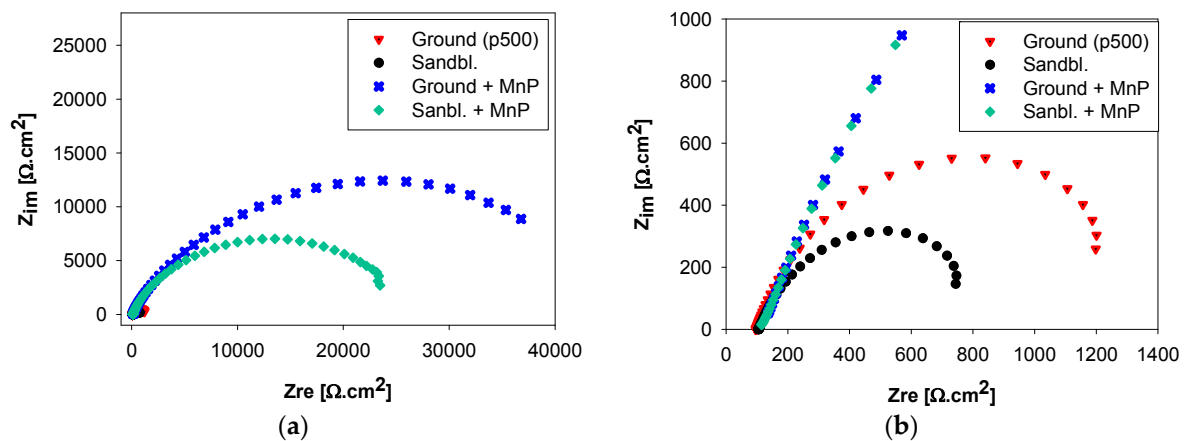 25000
20000
15000
10000
5000
0
Zim [Ω.cm2]
Ground (p500)
Sandbl.
Ground + MnP
Sanbl. + MnP
0 10000 20000 30000 40000
Zre [Ω.cm2]
(a)
1000
800
600
400
200
0
Zim [Ω.cm2]
Ground (p500)
Sandbl.
Ground + MnP
Sanbl. + MnP
0 200 400 600 800 1000 1200 1400
Zre [Ω.cm2]
(b)